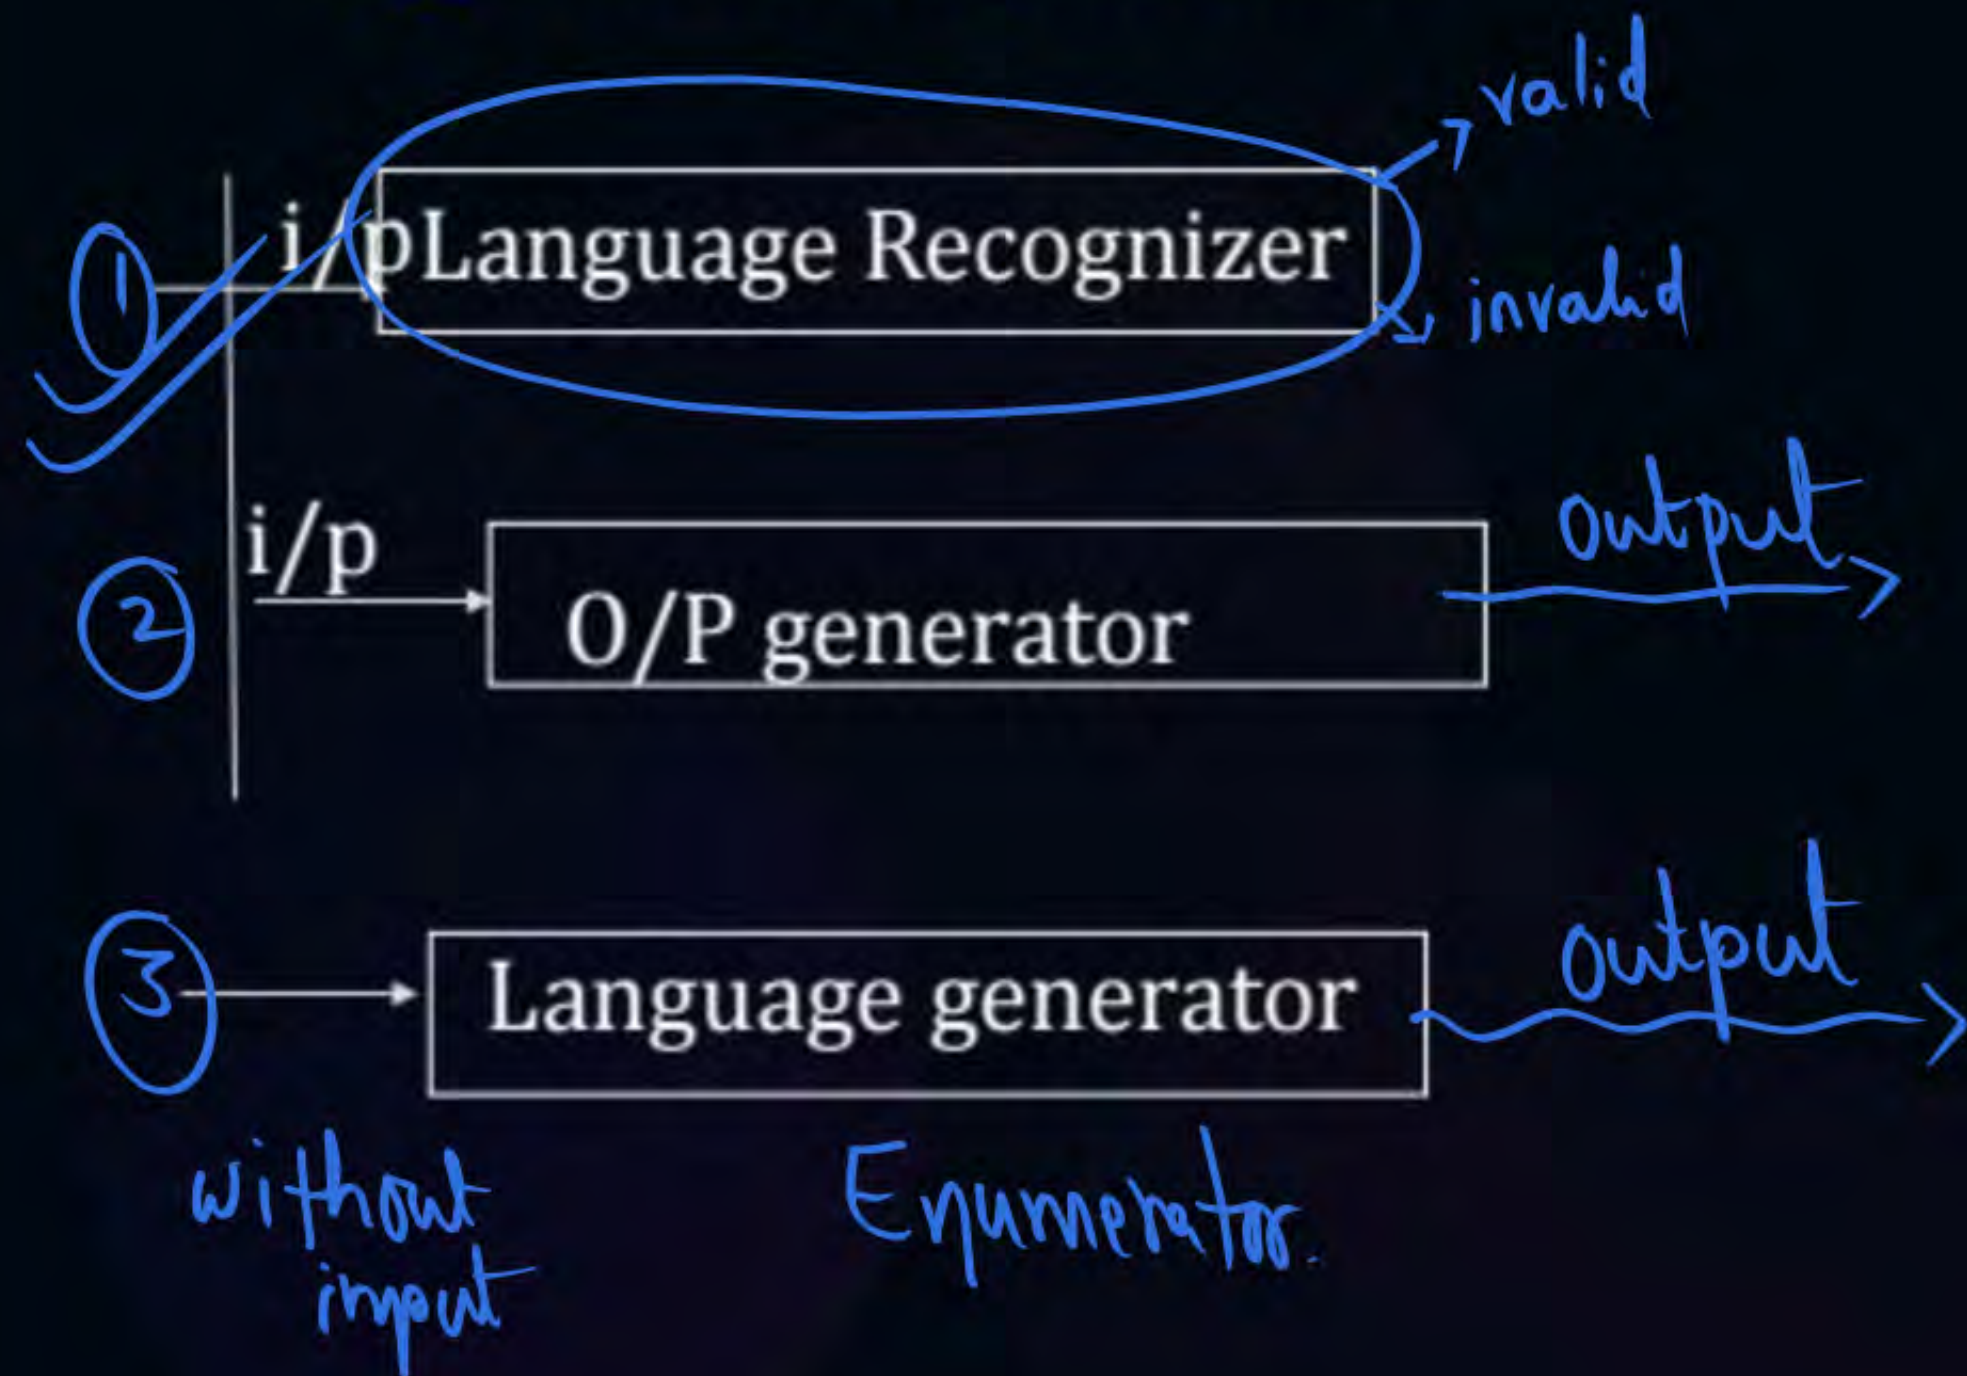 valid
1
i/p Language Recognizer
invalid
i/p
output
2
O/P generator
output
3
Language generator
without
input
Enumerator.